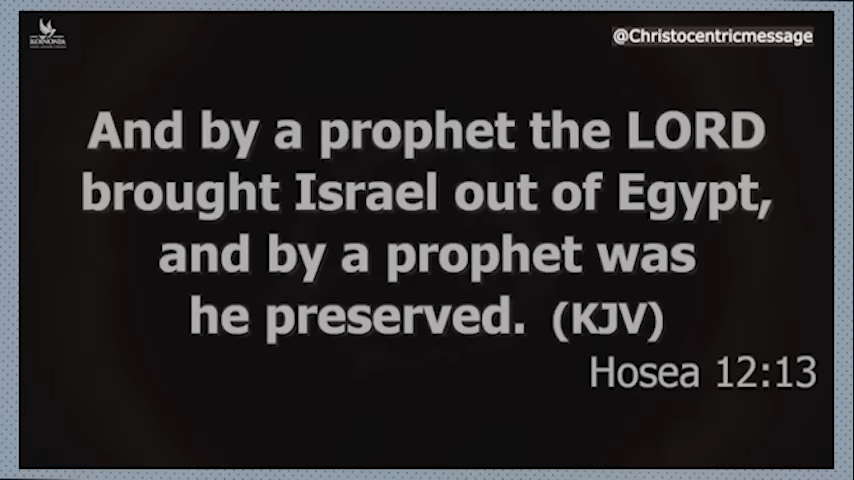 KOINONIA
@Christocentricmessage
And by a prophet the LORD
brought Israel out of Egypt,
and by a prophet was
he preserved. (KJV)
Hosea 12:13